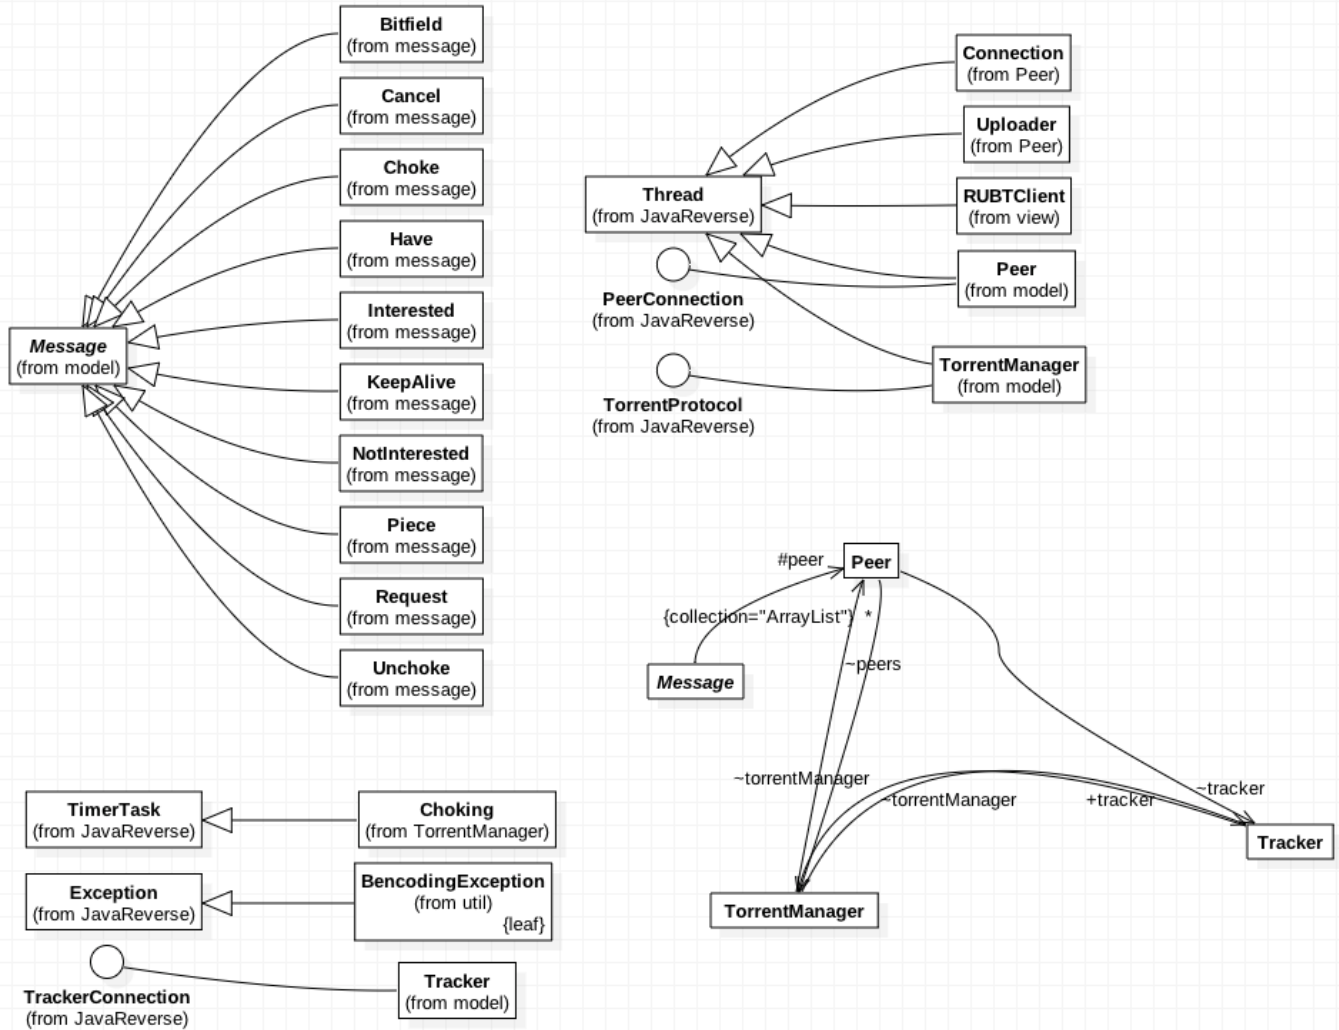 Bitfield
(from message)
Cancel
(from message)
Choke
(from message)
Have
(from message)
Interested
(from message)
KeepAlive
(from message)
NotInterested
(from message)
Piece
(from message)
Request
(from message)
Unchoke
(from message)
Message
(from model)
Connection
(from Peer)
Uploader
(from Peer)
RUBTClient
(from view)
Peer
(from model)
TorrentManager
(from model)
Thread
(from JavaReverse)
PeerConnection
(from JavaReverse)
TorrentProtocol
(from JavaReverse)
#peer
Peer
{collection="ArrayList"} *
~peers
Message
~torrentManager
~torrentManager
+tracker
~tracker
Tracker
TorrentManager
TimerTask
(from JavaReverse)
Choking
(from TorrentManager)
Exception
(from JavaReverse)
BencodingException
(from util)
{leaf}
TrackerConnection
(from JavaReverse)
Tracker
(from model)